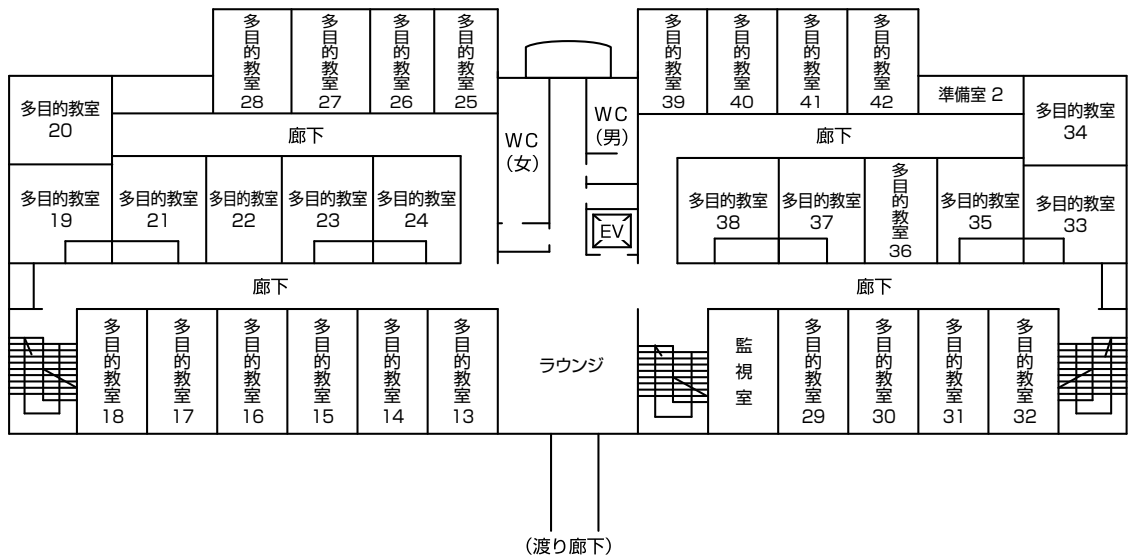 多目的教室
28
多目的教室
27
多目的教室
26
多目的教室
25
多目的教室
39
多目的教室
40
多目的教室
41
多目的教室
42
準備室 2
多目的教室
20
多目的教室
34
廊下
WC
(女)
WC
(男)
廊下
多目的教室
19
多目的教室
21
多目的教室
22
多目的教室
23
多目的教室
24
EV
多目的教室
38
多目的教室
37
多目的教室
36
多目的教室
35
多目的教室
33
廊下
廊下
多目的教室
18
多目的教室
17
多目的教室
16
多目的教室
15
多目的教室
14
多目的教室
13
ラウンジ
監視室
多目的教室
29
多目的教室
30
多目的教室
31
多目的教室
32
(渡り廊下)